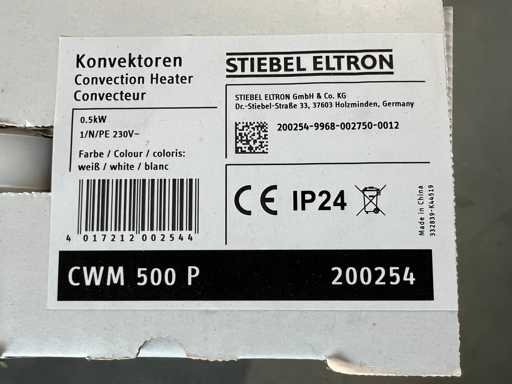 Konvektoren
Convection Heater
Convecteur
0.5kW
1/N/PE 230V~
Farbe / Colour / coloris:
weiß / white / blanc
4 017212 002544
STIEBEL ELTRON
STIEBEL ELTRON GmbH & Co. KG
Dr.-Stiebel-Straße 33, 37603 Holzminden, Germany
200254-9968-002750-0012
CE IP24
Made in China
332839-K44519
CWM 500 P 200254